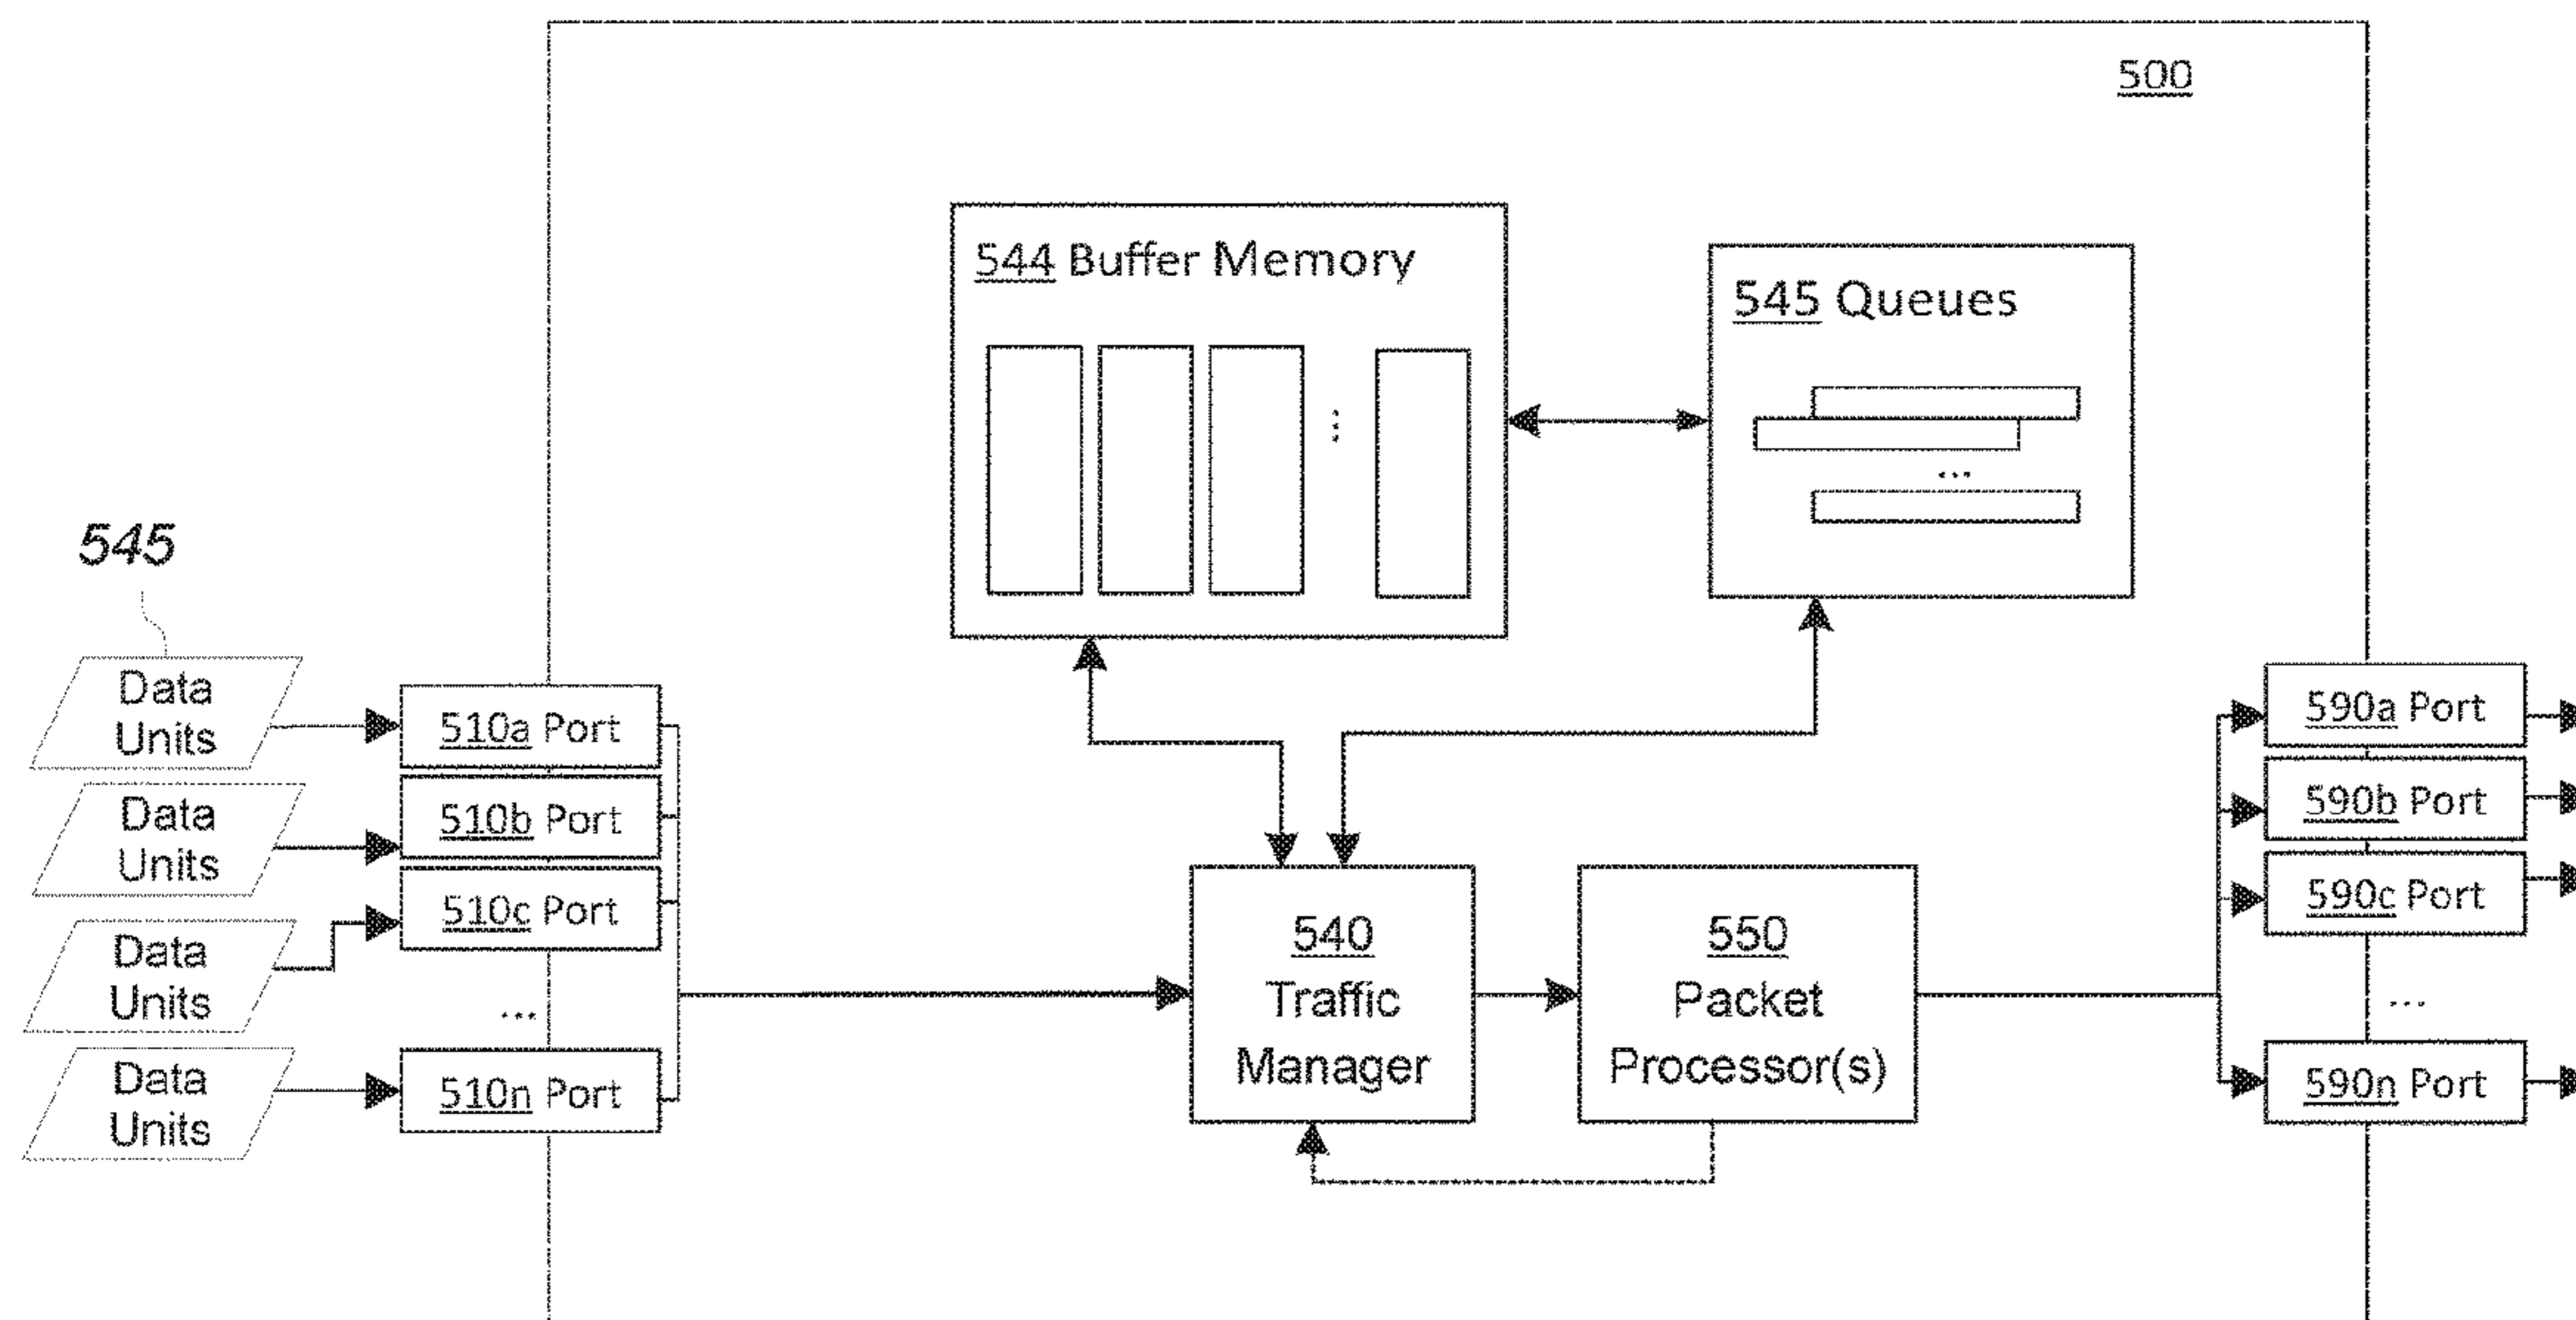 500
544 Buffer Memory
...
545 Queues
...
545
Data
Units
Data
Units
Data
Units
Data
Units
510a Port
510b Port
510c Port
...
510n Port
540
Traffic
Manager
550
Packet
Processor(s)
590a Port
590b Port
590c Port
...
590n Port